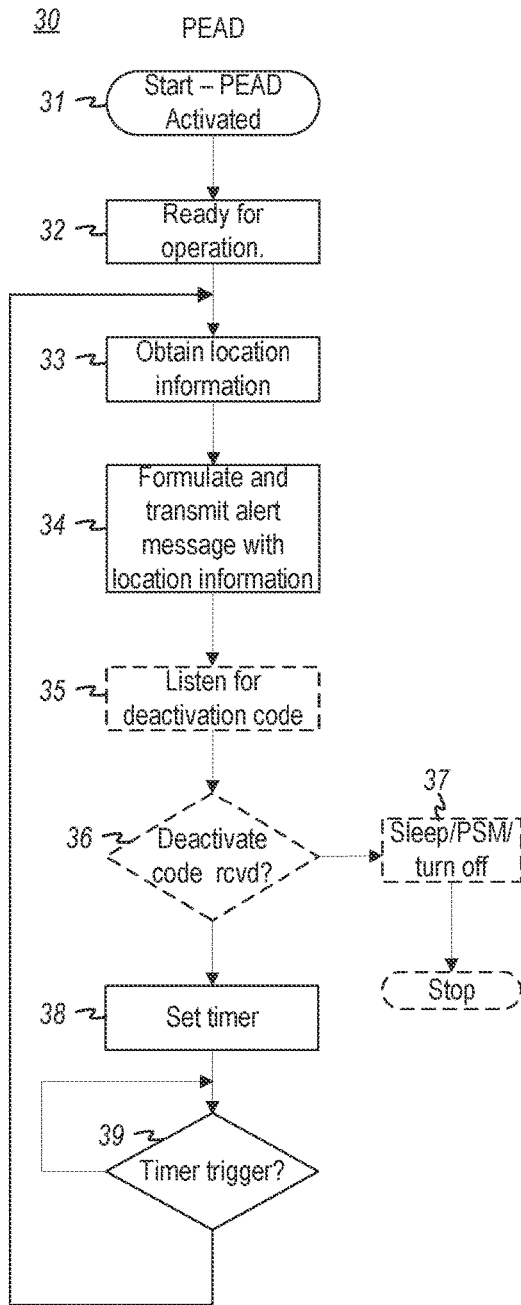 30
PEAD
31
Start – PEAD
Activated
32
Ready for
operation.
33
Obtain location
information
34
Formulate and
transmit alert
message with
location information
35
Listen for
deactivation code
36
Deactivate
code rcvd?
37
Sleep/PSM/
turn off
Stop
38
Set timer
39
Timer trigger?